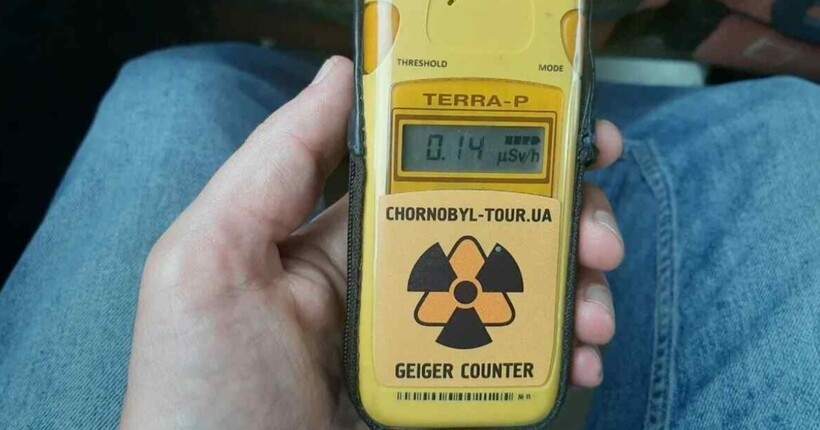 THRESHOLD MODE
TERRA-P
0.14 µSv/h
CHORNOBYL-TOUR.UA
GEIGER COUNTER